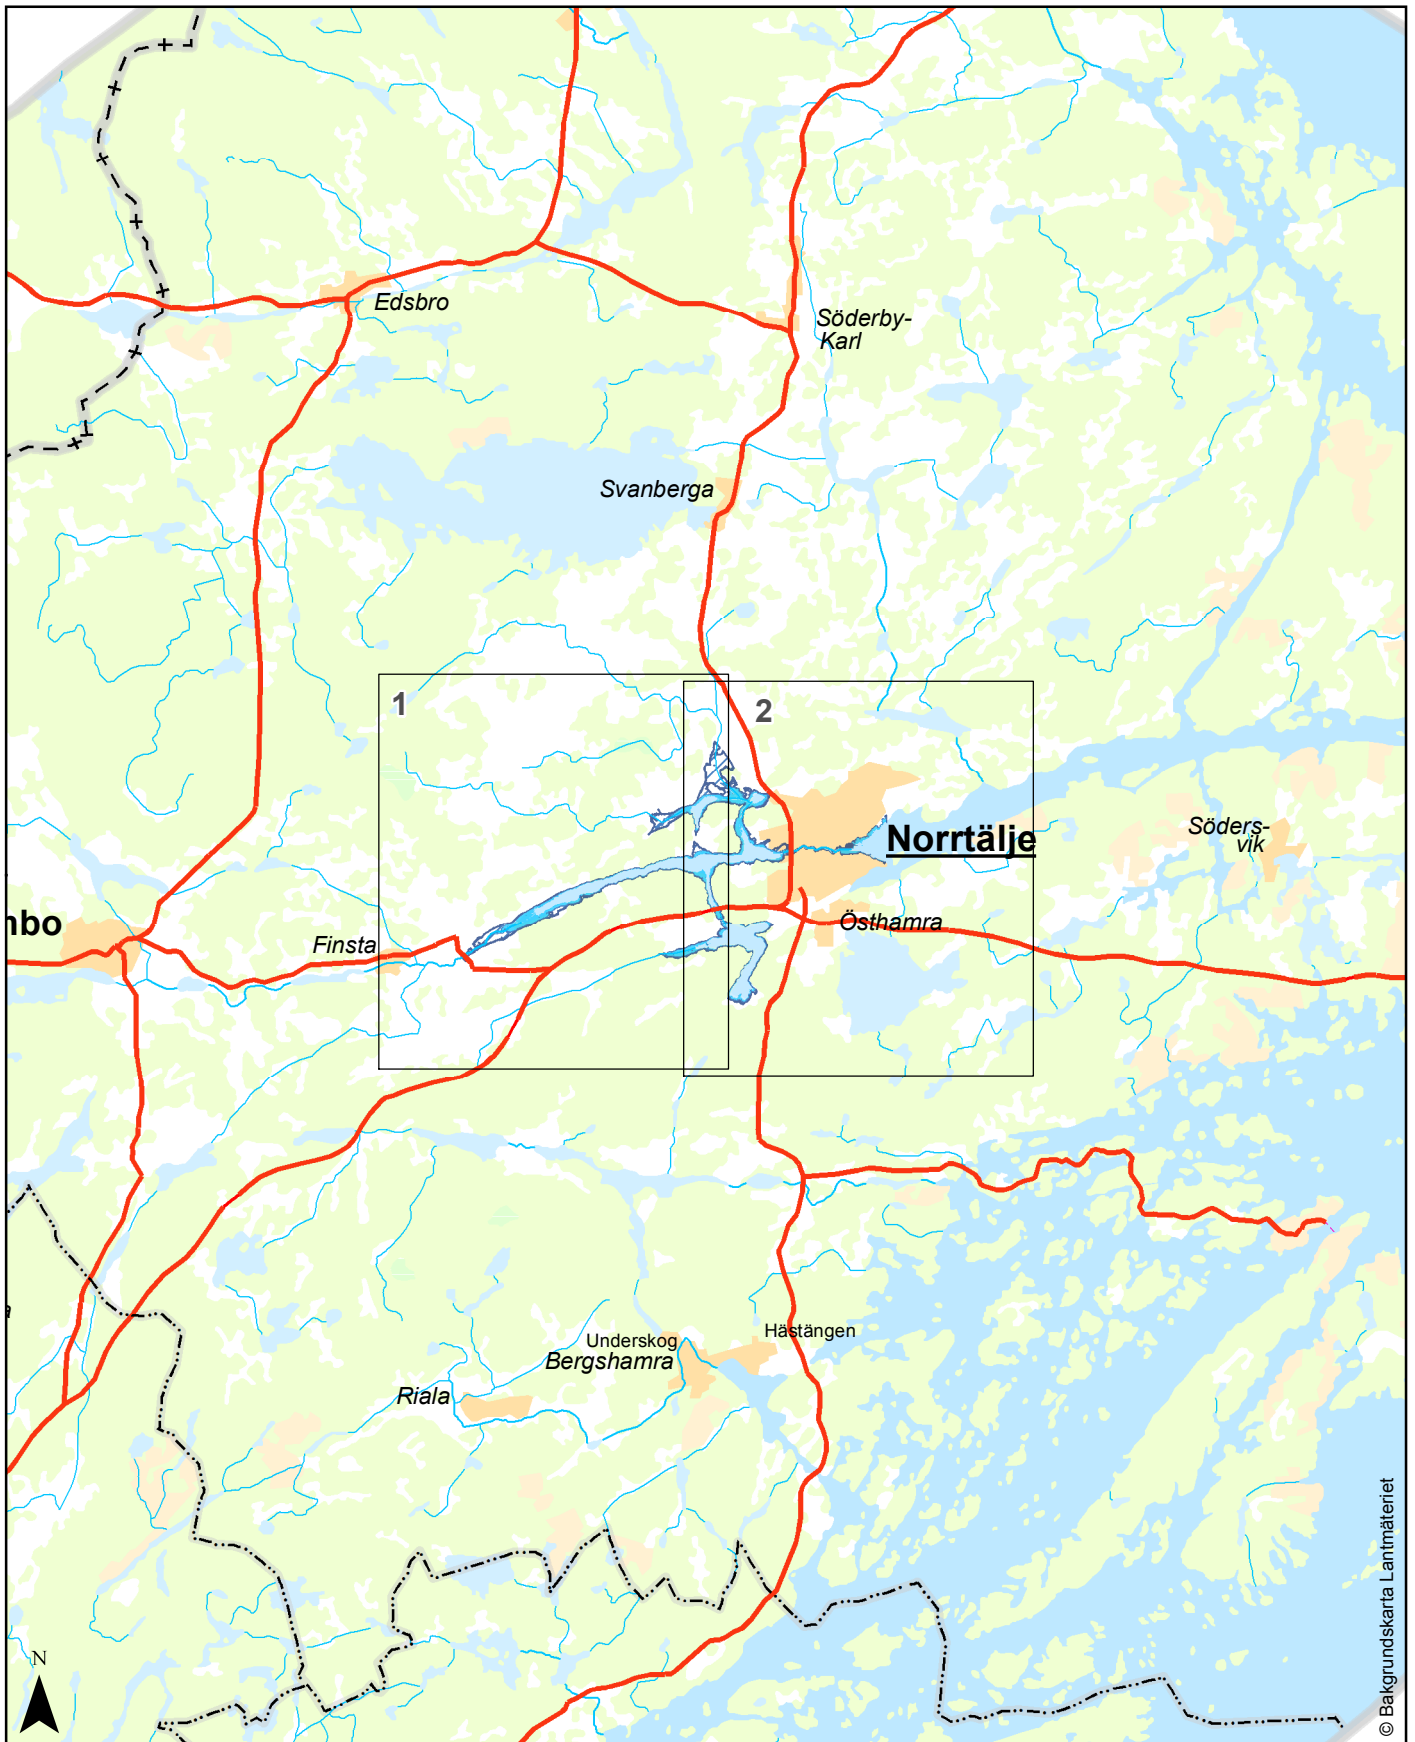 Edsbro
Söderby-
Karl
Svanberga
1
2
Norrtälje
Söders-
vik
nbo
Finsta
Östhamra
a
Underskog
Hästängen
Bergshamra
Riala
N
© Bakgrundskarta Lantmäteriet